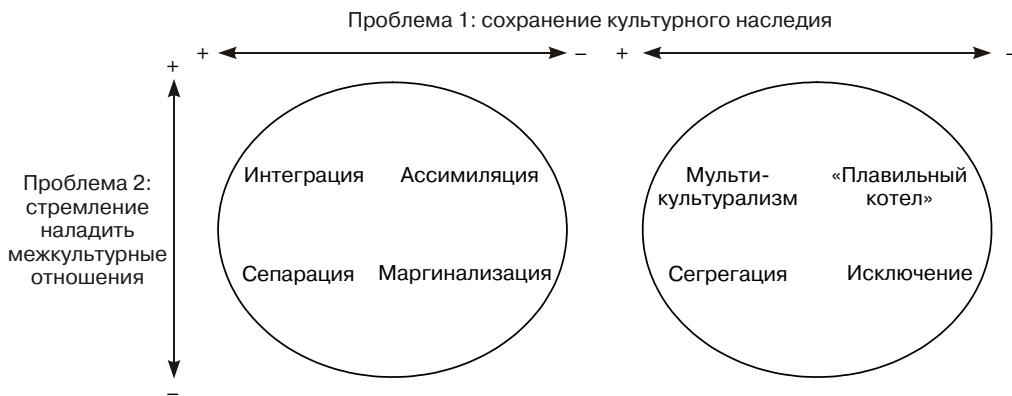 Проблема 1: сохранение культурного наследия
+ – + –
+
Интеграция Ассимиляция
Мульти-
культурализм
«Плавильный
котел»
Проблема 2:
стремление
наладить
межкультурные
отношения
Сепарация Маргинализация
Сегрегация Исключение
–